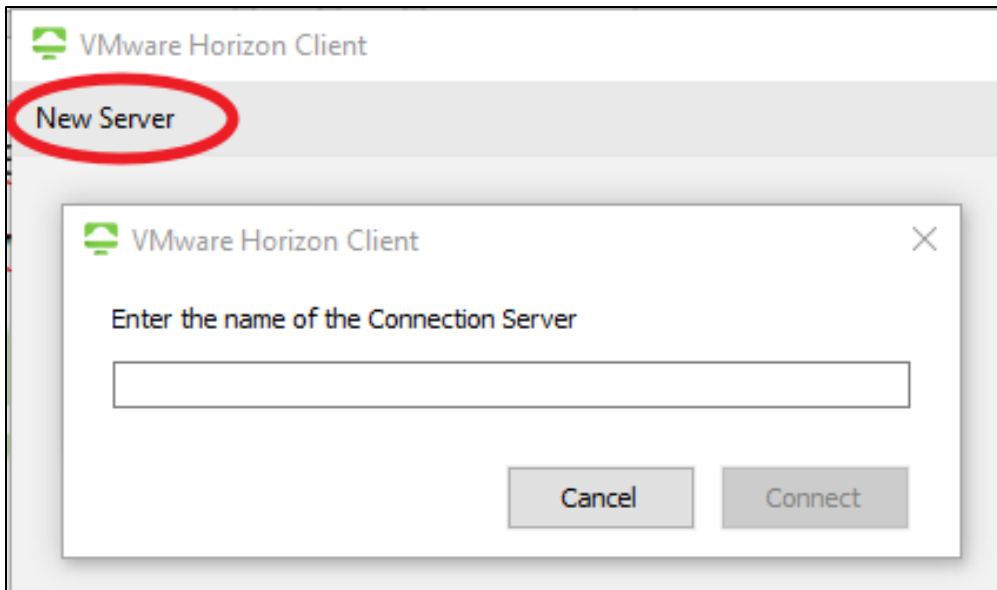 VMware Horizon Client
New Server
VMware Horizon Client
Enter the name of the Connection Server
Cancel Connect